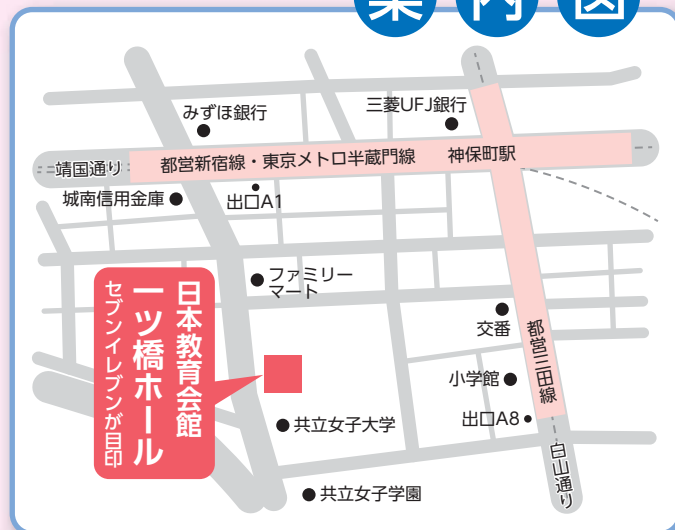 案内図
みずほ銀行
三菱UFJ銀行
靖国通り
都営新宿線・東京メトロ半蔵門線
神保町駅
城南信用金庫
出口A1
ファミリー
マート
日本教育会館
一ツ橋ホール
セブンイレブンが目印
交番
都営三田線
小学館
出口A8
共立女子大学
白山通り
共立女子学園